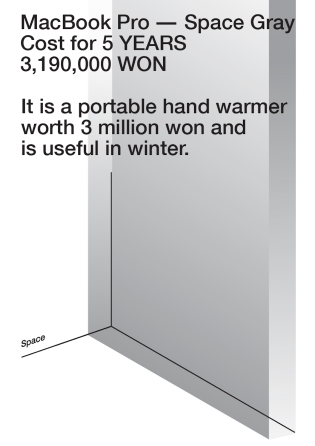 MacBook Pro — Space Gray
Cost for 5 YEARS
3,190,000 WON
It is a portable hand warmer
worth 3 million won and
is useful in winter.
Space